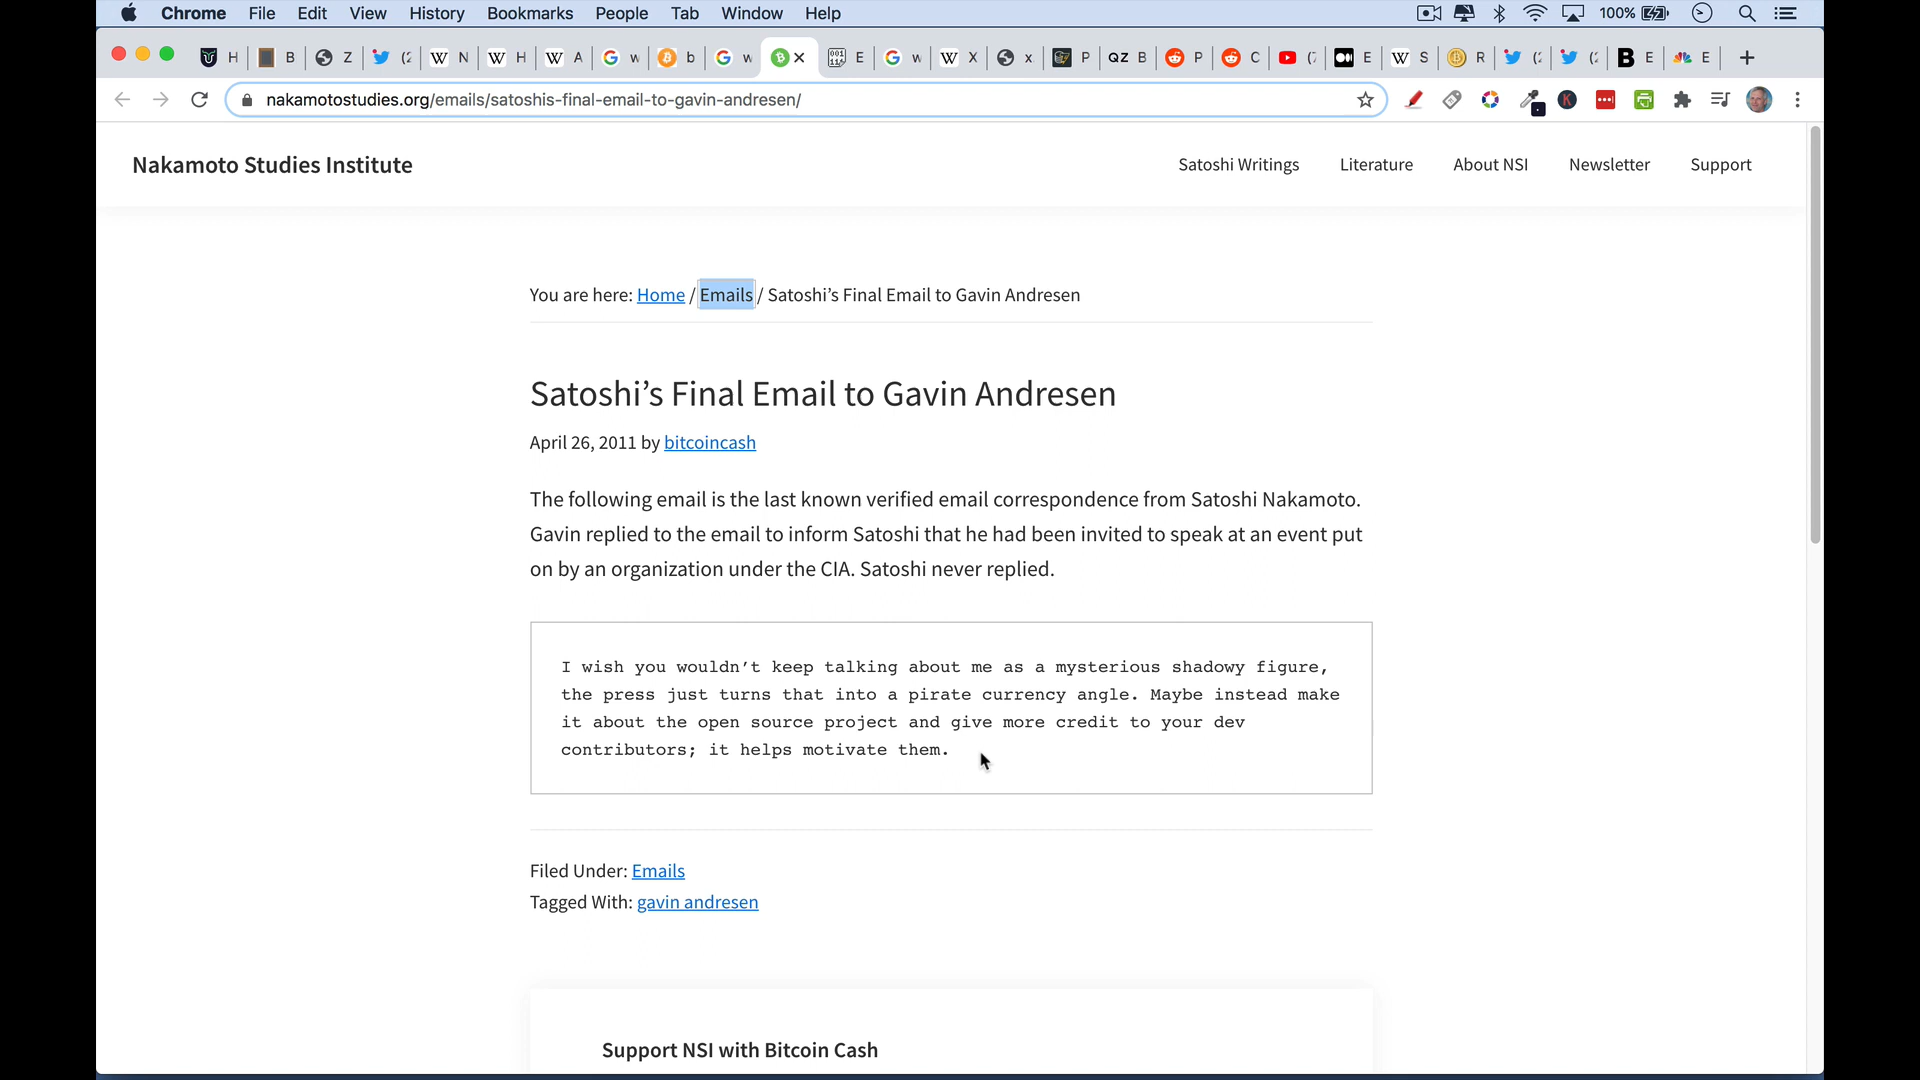 Chrome File Edit View History Bookmarks People Tab Window Help 100%
H B Z (2 W N W H W A G w b G w E G w W X x P QZ B P C (7 E W S R (2 (2 B E E
nakamotostudies.org/emails/satoshis-final-email-to-gavin-andresen/
Nakamoto Studies Institute
Satoshi Writings Literature About NSI Newsletter Support
You are here: Home / Emails / Satoshi’s Final Email to Gavin Andresen
Satoshi’s Final Email to Gavin Andresen
April 26, 2011 by bitcoincash
The following email is the last known verified email correspondence from Satoshi Nakamoto.
Gavin replied to the email to inform Satoshi that he had been invited to speak at an event put
on by an organization under the CIA. Satoshi never replied.
I wish you wouldn’t keep talking about me as a mysterious shadowy figure,
the press just turns that into a pirate currency angle. Maybe instead make
it about the open source project and give more credit to your dev
contributors; it helps motivate them.
Filed Under: Emails
Tagged With: gavin andresen
Support NSI with Bitcoin Cash